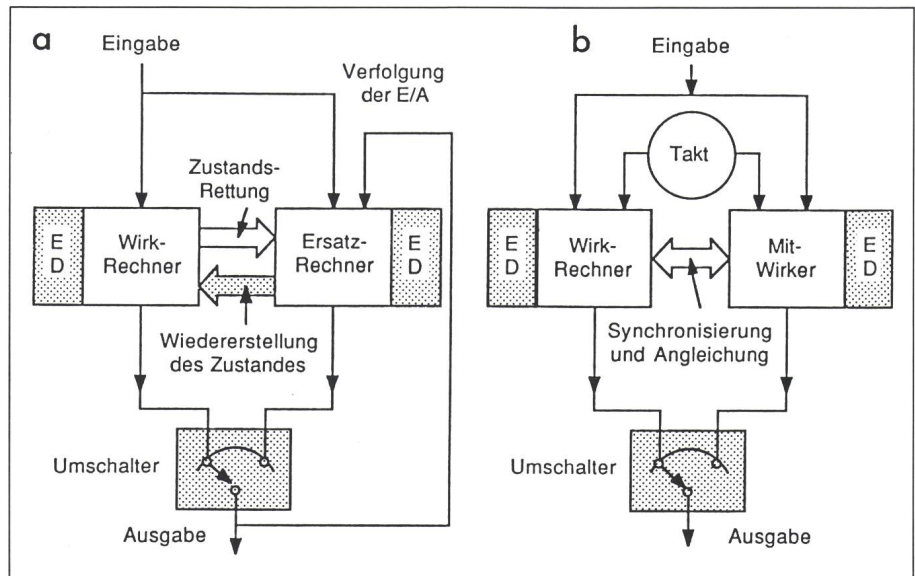 a
Eingabe
Verfolgung
der E/A
Zustands-
Rettung
E
D
Wirk-
Rechner
Ersatz-
Rechner
E
D
Wiedererstellung
des Zustandes
Umschalter
Ausgabe
b
Eingabe
Takt
E
D
Wirk-
Rechner
Mit-
Wirker
E
D
Synchronisierung
und Angleichung
Umschalter
Ausgabe